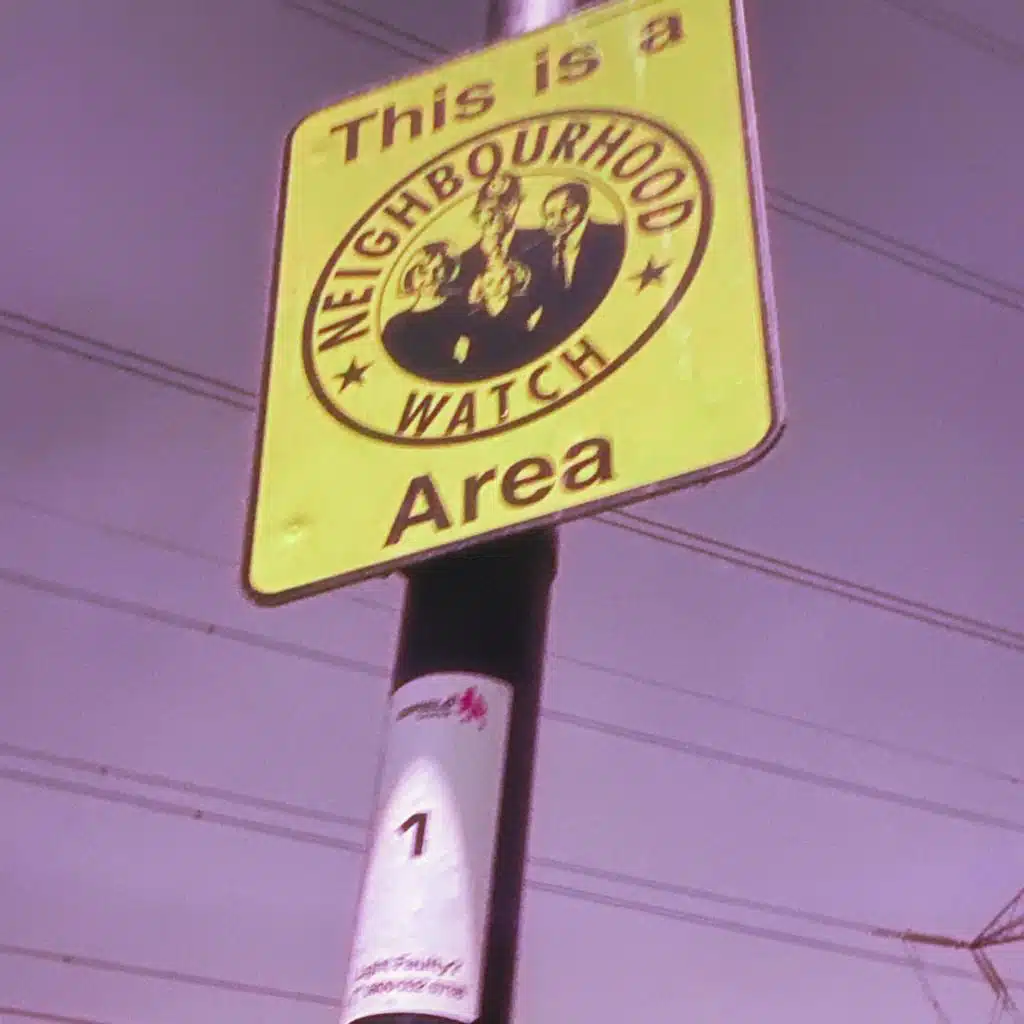 This is a
NEIGHBOURHOOD
WATCH
Area
1
Light Faulty?